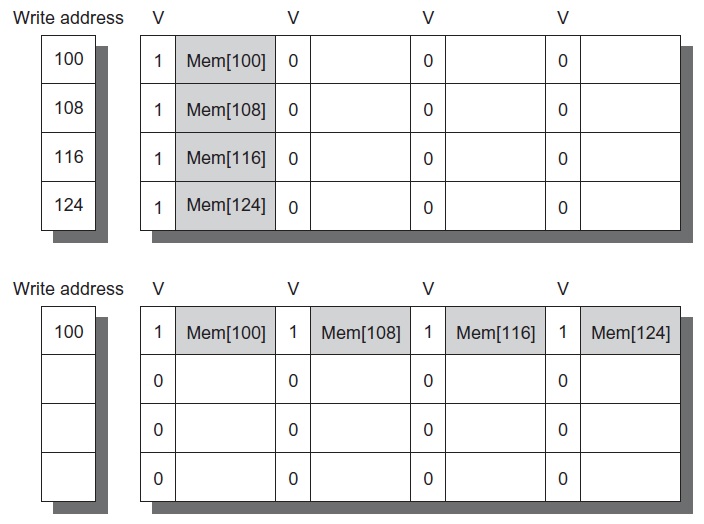 Write address V V V V
100 1 Mem[100] 0 0 0
108 1 Mem[108] 0 0 0
116 1 Mem[116] 0 0 0
124 1 Mem[124] 0 0 0
Write address V V V V
100 1 Mem[100] 1 Mem[108] 1 Mem[116] 1 Mem[124]
0 0 0 0
0 0 0 0
0 0 0 0